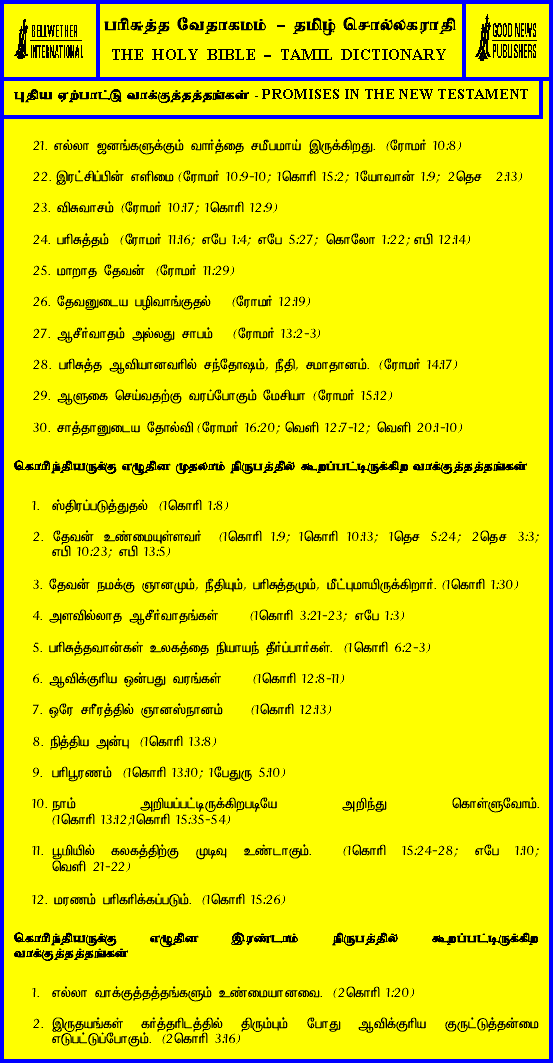 BELLWETHER
INTERNATIONAL
பரிசுத்த வேதாகமம் – தமிழ் சொல்லகராதி
THE HOLY BIBLE – TAMIL DICTIONARY
GOOD NEWS
PUBLISHERS
புதிய ஏற்பாட்டு வாக்குத்தத்தங்கள் - PROMISES IN THE NEW TESTAMENT
21. எல்லா ஜனங்களுக்கும் வார்த்தை சமீபமாய் இருக்கிறது. (ரோமர் 10:8)
22. இரட்சிப்பின் எளிமை (ரோமர் 10:9-10; 1கொரி 15:2; 1யோவான் 1:9; 2தெச 2:13)
23. விசுவாசம் (ரோமர் 10:17; 1கொரி 12:9)
24. பரிசுத்தம் (ரோமர் 11:16; எபே 1:4; எபே 5:27; கொலோ 1:22; எபி 12:14)
25. மாறாத தேவன் (ரோமர் 11:29)
26. தேவனுடைய பழிவாங்குதல் (ரோமர் 12:19)
27. ஆசீர்வாதம் அல்லது சாபம் (ரோமர் 13:2-3)
28. பரிசுத்த ஆவியானவரில் சந்தோஷம், நீதி, சமாதானம். (ரோமர் 14:17)
29. ஆளுகை செய்வதற்கு வரப்போகும் மேசியா (ரோமர் 15:12)
30. சாத்தானுடைய தோல்வி (ரோமர் 16:20; வெளி 12:7-12; வெளி 20:1-10)
கொரிந்தியருக்கு எழுதின முதலாம் நிருபத்தில் கூறப்பட்டிருக்கிற வாக்குத்தத்தங்கள்
1. ஸ்திரப்படுத்துதல் (1கொரி 1:8)
2. தேவன் உண்மையுள்ளவர் (1கொரி 1:9; 1கொரி 10:13; 1தெச 5:24; 2தெச 3:3;
எபி 10:23; எபி 13:5)
3. தேவன் நமக்கு ஞானமும், நீதியும், பரிசுத்தமும், மீட்புமாயிருக்கிறார். (1கொரி 1:30)
4. அளவில்லாத ஆசீர்வாதங்கள் (1கொரி 3:21-23; எபே 1:3)
5. பரிசுத்தவான்கள் உலகத்தை நியாயந் தீர்ப்பார்கள். (1கொரி 6:2-3)
6. ஆவிக்குரிய ஒன்பது வரங்கள் (1கொரி 12:8-11)
7. ஒரே சரீரத்தில் ஞானஸ்நானம் (1கொரி 12:13)
8. நித்திய அன்பு (1கொரி 13:8)
9. பரிபூரணம் (1கொரி 13:10; 1பேதுரு 5:10)
10. நாம் அறியப்பட்டிருக்கிறபடியே அறிந்து கொள்ளுவோம்.
(1கொரி 13:12;1கொரி 15:35-54)
11. பூமியில் கலகத்திற்கு முடிவு உண்டாகும். (1கொரி 15:24-28; எபே 1:10;
வெளி 21-22)
12. மரணம் பரிகரிக்கப்படும். (1கொரி 15:26)
கொரிந்தியருக்கு எழுதின இரண்டாம் நிருபத்தில் கூறப்பட்டிருக்கிற
வாக்குத்தத்தங்கள்
1. எல்லா வாக்குத்தத்தங்களும் உண்மையானவை. (2கொரி 1:20)
2. இருதயங்கள் கர்த்தரிடத்தில் திரும்பும் போது ஆவிக்குரிய குருட்டுத்தன்மை
எடுபட்டுப்போகும். (2கொரி 3:16)